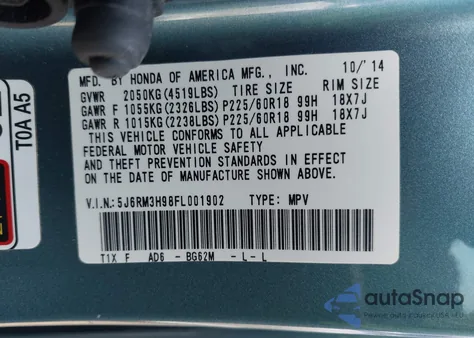 MFD. BY HONDA OF AMERICA MFG., INC. 10/'14
GVWR 2050KG(4519LBS) TIRE SIZE RIM SIZE
GAWR F 1055KG(2326LBS)P225/60R18 99H 18X7J
GAWR R 1015KG(2238LBS)P225/60R18 99H 18X7J
THIS VEHICLE CONFORMS TO ALL APPLICABLE
FEDERAL MOTOR VEHICLE SAFETY
AND THEFT PREVENTION STANDARDS IN EFFECT
ON THE DATE OF MANUFACTURE SHOWN ABOVE.
V.I.N:5J6RM3H98FL001902 TYPE: MPV
T1X F AD6 - BG62M - L- L
T0A A5
autoSnap